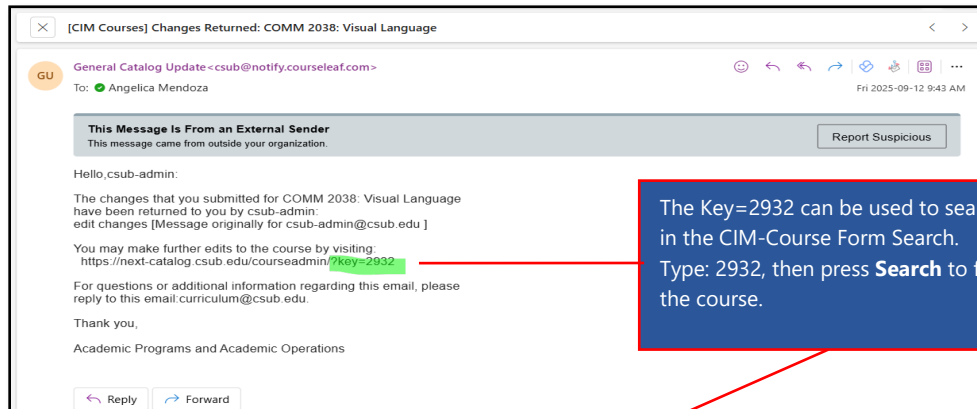 [CIM Courses] Changes Returned: COMM 2038: Visual Language
GU
General Catalog Update<csub@notify.courseleaf.com>
To: Angelica Mendoza
Fri 2025-09-12 9:43 AM
This Message Is From an External Sender
This message came from outside your organization.
Report Suspicious
Hello,csub-admin:
The changes that you submitted for COMM 2038: Visual Language
have been returned to you by csub-admin:
edit changes [Message originally for csub-admin@csub.edu ]
You may make further edits to the course by visiting:
https://next-catalog.csub.edu/courseadmin/?key=2932
For questions or additional information regarding this email, please
reply to this email:curriculum@csub.edu.
Thank you,
Academic Programs and Academic Operations
Reply
Forward
The Key=2932 can be used to
in the CIM-Course Form Search.
Type: 2932, then press Search to
the course.